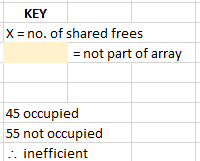 KEY
X = no. of shared frees
= not part of array
45 occupied
55 not occupied
∴ inefficient